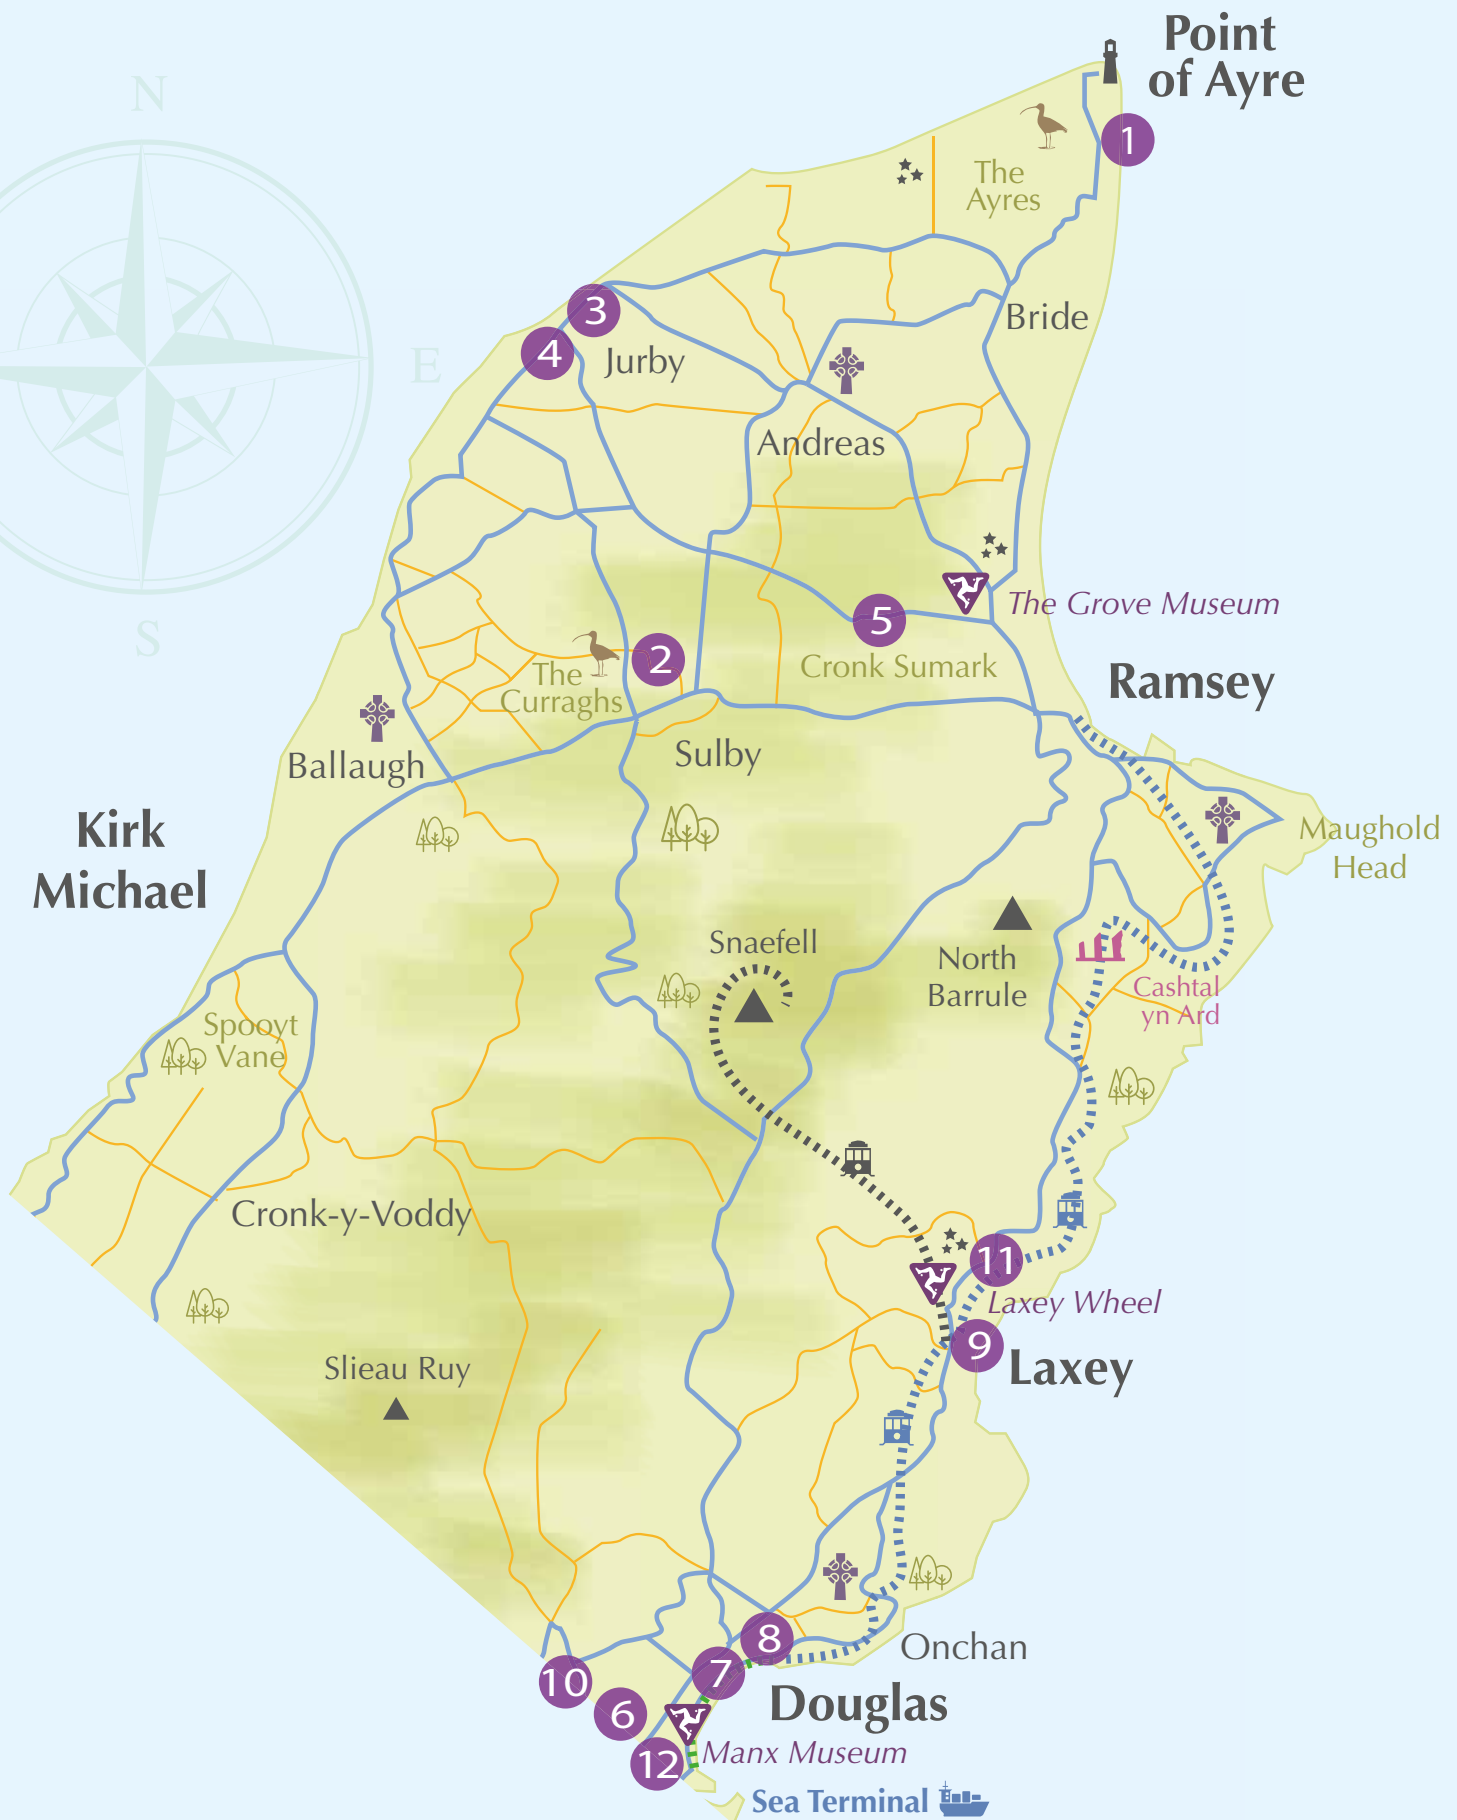 Point
of Ayre
N
1
The
Ayres
3
Bride
4
Jurby
E
Andreas
The Grove Museum
5
S
2
Cronk Sumark
The
Curraghs
Ramsey
Sulby
Ballaugh
Kirk
Michael
Maughold
Head
Snaefell
North
Barrule
Cashtal
yn Ard
Spooyt
Vane
Cronk-y-Voddy
11
Laxey Wheel
9
Laxey
Slieau Ruy
8
Onchan
7
10
Douglas
6
Manx Museum
12
Sea Terminal